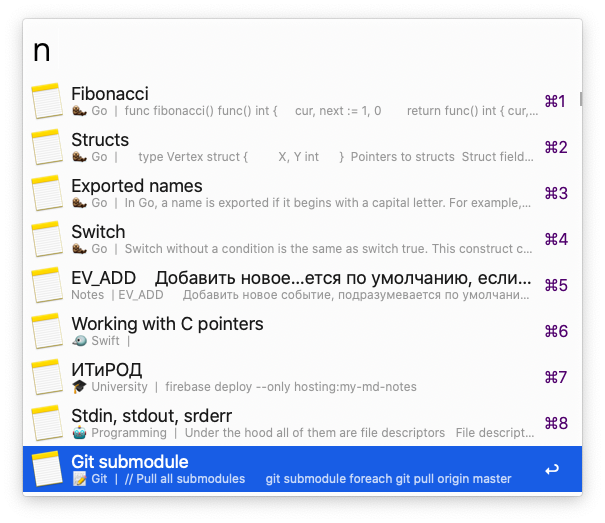 n
Fibonacci
🥾 Go | func fibonacci() func() int { cur, next := 1, 0 return func() int { cur,... ⌘1
Structs
🥾 Go | type Vertex struct { X, Y int } Pointers to structs Struct field... ⌘2
Exported names
🥾 Go | In Go, a name is exported if it begins with a capital letter. For example,... ⌘3
Switch
🥾 Go | Switch without a condition is the same as switch true. This construct c... ⌘4
EV_ADD Добавить новое...ется по умолчанию, если...
Notes | EV_ADD Добавить новое событие, подразумевается по умолчани... ⌘5
Working with C pointers
🐦 Swift | ⌘6
ИТиРОД
🎓 University | firebase deploy --only hosting:my-md-notes ⌘7
Stdin, stdout, srderr
🤖 Programming | Under the hood all of them are file descriptors File descript... ⌘8
Git submodule
📝 Git | // Pull all submodules git submodule foreach git pull origin master ↩